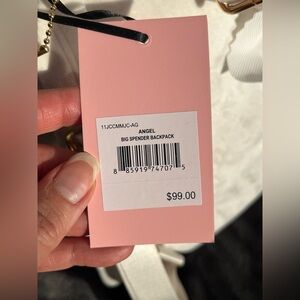 11JCCMMJC-AG
ANGEL
BIG SPENDER BACKPACK
8 85919 74707 5
$99.00